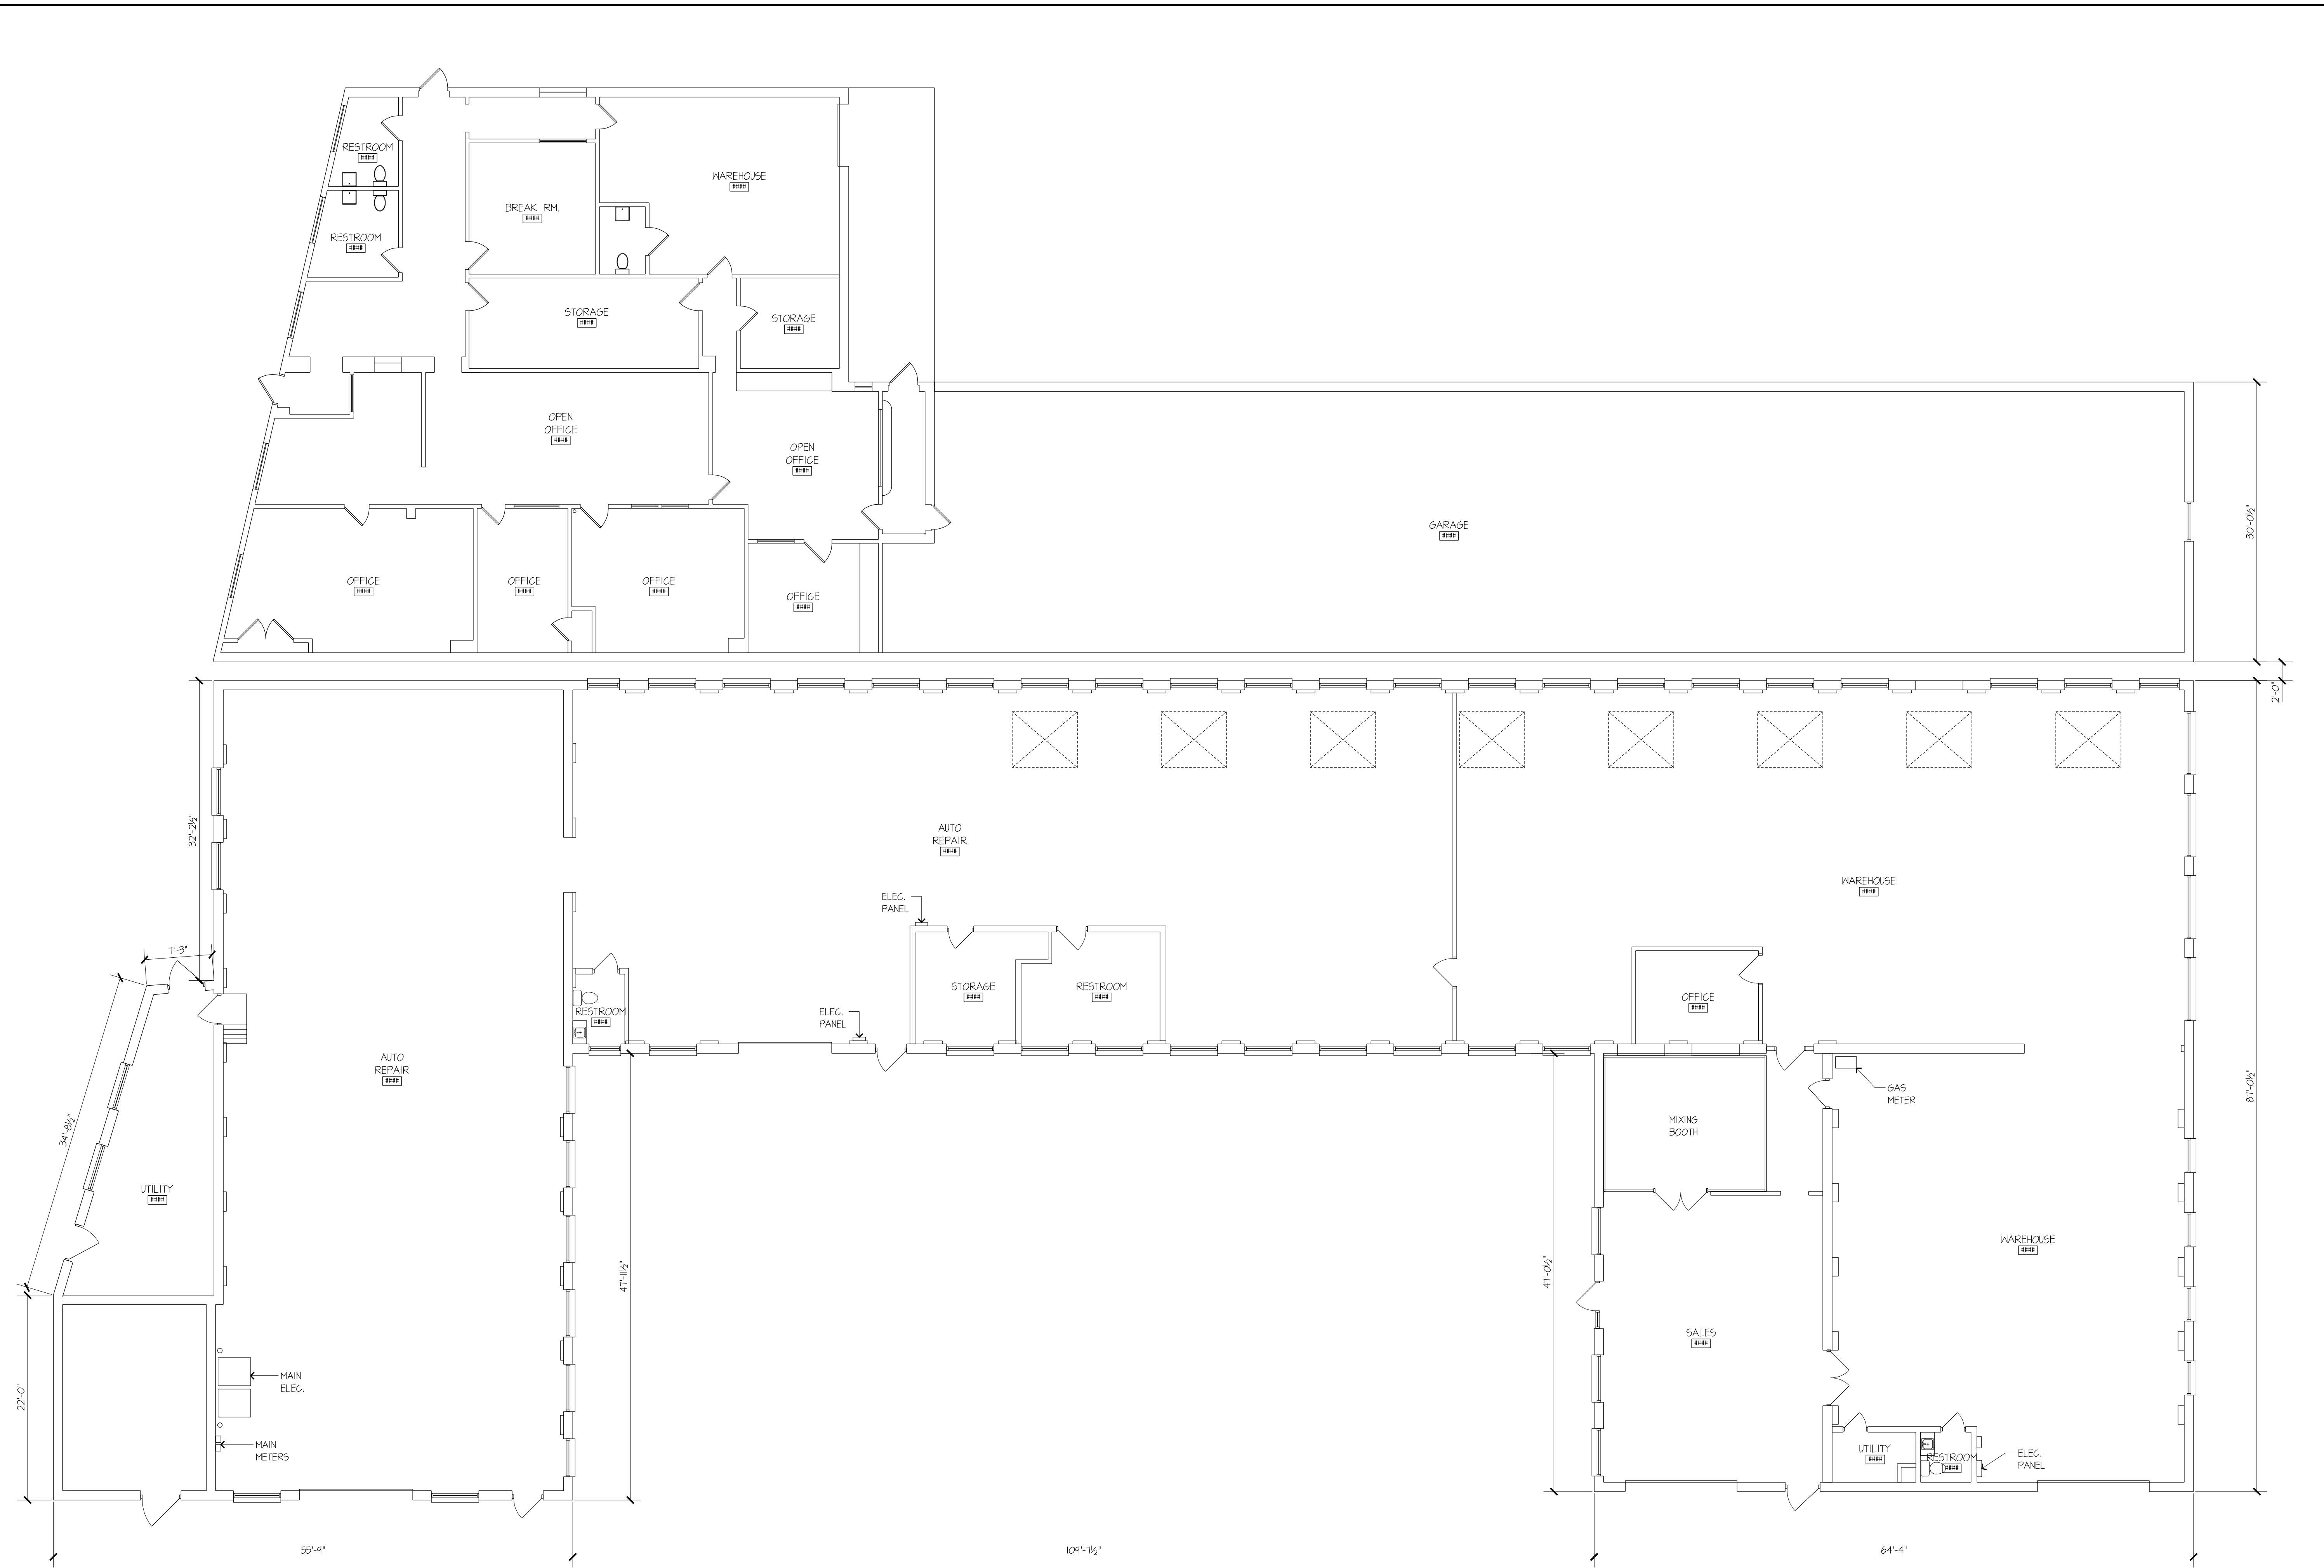 RESTROOM
####
WAREHOUSE
####
BREAK RM.
####
RESTROOM
####
STORAGE
####
STORAGE
####
OPEN
OFFICE
####
OPEN
OFFICE
####
GARAGE
####
30'-0½"
OFFICE
####
OFFICE
####
OFFICE
####
OFFICE
####
2'-0"
32'-2½"
AUTO
REPAIR
####
WAREHOUSE
####
ELEC.
PANEL
7'-3"
STORAGE
####
RESTROOM
####
OFFICE
####
RESTROOM
####
ELEC.
PANEL
AUTO
REPAIR
####
GAS
METER
87'-0½"
MIXING
BOOTH
34'-8½"
UTILITY
####
WAREHOUSE
####
47'-11½"
47'-0½"
SALES
####
MAIN
ELEC.
22'-0"
MAIN
METERS
UTILITY
####
RESTROOM
####
ELEC.
PANEL
55'-9"
109'-7½"
64'-4"